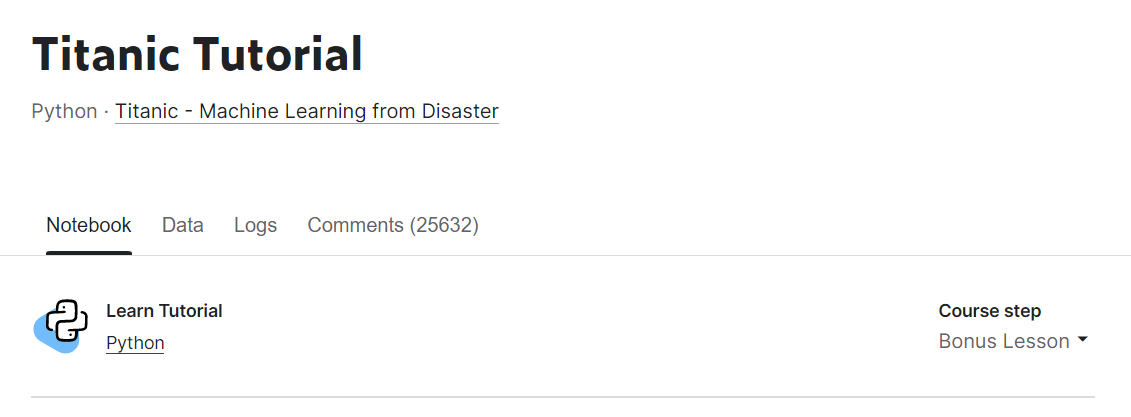 Titanic Tutorial
Python · Titanic - Machine Learning from Disaster
Notebook Data Logs Comments (25632)
Learn Tutorial
Python
Course step
Bonus Lesson